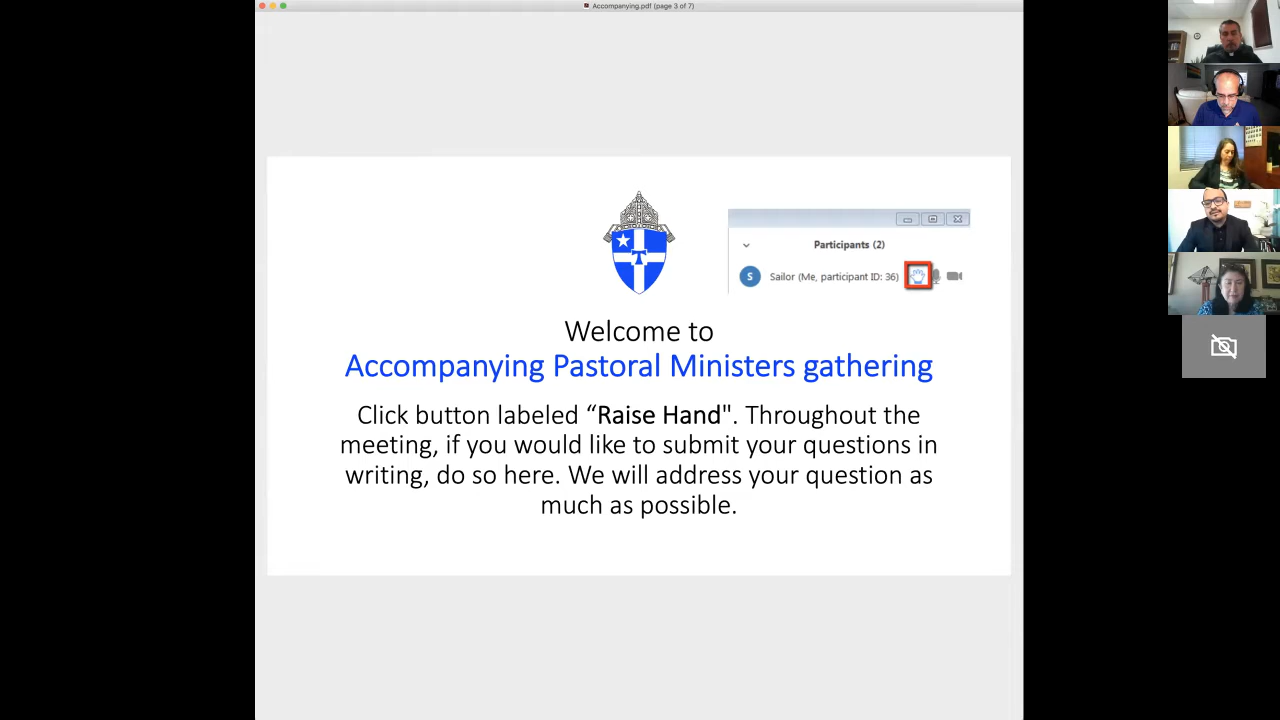 Accompanying.pdf (page 3 of 7)
Participants (2)
S Sailor (Me, participant ID: 36)
Welcome to
Accompanying Pastoral Ministers gathering
Click button labeled “Raise Hand". Throughout the
meeting, if you would like to submit your questions in
writing, do so here. We will address your question as
much as possible.